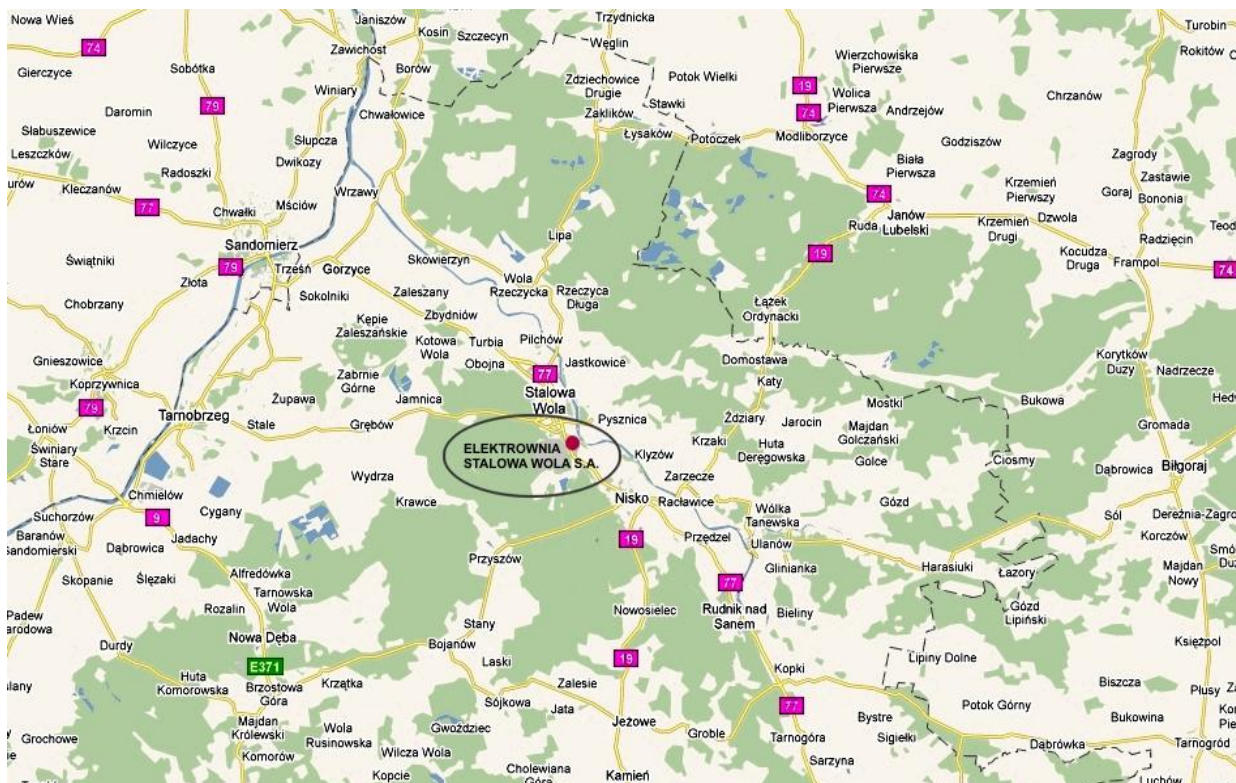 Nowa Wieś
Janiszów
Kosin
Szczecyn
Trzydnicka
Turobin
74
Zawichost
Węglin
Rokitów
Gierczyce
Sobótka
Borów
Zdziechowice
Drugie
Potok Wielki
Wierzchowiska
Pierwsze
Winiary
19
Wolica
Pierwsza
Chrzanów
79
Daromin
Chwałowice
Zaklików
Stawki
74
Andrzejów
Słabuszewice
Słupcza
Łysaków
Potoczek
Modliborzyce
Godziszów
Leszczków
Wilczyce
Dwikozy
Biała
Pierwsza
Zagrody
Radoski
Kleczanów
Wrzawy
74
Krzemień
Pierwszy
Zastawie
Goraj
Bononia
77
Chwałki
Mściów
Janów
Lubelski
Dzwola
Ruda
Krzemień
Drugi
Sandomierz
Lipa
19
Kocudza
Druga
Radzięcin
Świątniki
79
Trześń
Gorzyce
Skowierzyn
Frampol
74
Złota
Sokolniki
Zaleszany
Wola
Rzeczycka
Rzeczyca
Długa
Chobrzany
Zbydniów
Łążek
Ordynacki
Kępie
Zaleszańskie
Kotowa
Wola
Turbia
Pilchów
Gnieszowice
Obojna
Jastkowice
Domostawa
Korytków
Duzy
Nadrzecze
Koprzywnica
Zabrnie
Górne
77
Katy
Jamnica
Stalowa
Wola
Mostki
Bukowa
79
Tarnobrzeg
Żupawa
Pysznica
Ździary
Jarocin
Łoniów
Krzcin
Stale
Grębów
Majdan
Golczański
Gromada
Krzaki
Huta
Deręgowska
Świniary
Stare
ELEKTROWNIA
STALOWA WOLA S.A.
Klyzów
Golce
Ciosmy
Dąbrowica
Biłgoraj
Wydrza
Zarzecze
Chmielów
Krawce
Nisko
Racławice
Gózd
Suchorzów
9
Cygany
Wólka
Tanewska
Sól
Dereźnia-Zagro
Baranów
Sandomierski
Jadachy
19
Przędzel
Ulanów
Korczów
Dąbrowica
Przyszów
Glinianka
Harasiuki
Skopanie
Ślęzaki
Alfredówka
77
Łazory
Majdan
Nowy
Tarnowska
Wola
Rozalin
Nowosielec
Rudnik nad
Sanem
Bieliny
Gózd
Lipiński
Padew
Stany
Nowa Dęba
Durdy
Bojanów
Księżpol
E371
Laski
19
Kopki
Lipiny Dolne
Huta
Komorowska
Brzostowa
Góra
Krzątka
Zalesie
Biszcza
Sójkowa
Jata
77
Potok Górny
Plusy
Majdan
Królewski
Wola
Rusinowska
Gwoździec
Jeżowe
Groble
Bystre
Bukowina
Grochowe
Tarnogóra
Sigiełki
Dąbrówka
Tarnogród
Komorów
Wilcza Wola
Cholewiana
Góra
Sarzyna
Kopcie
Kamień
Luchów